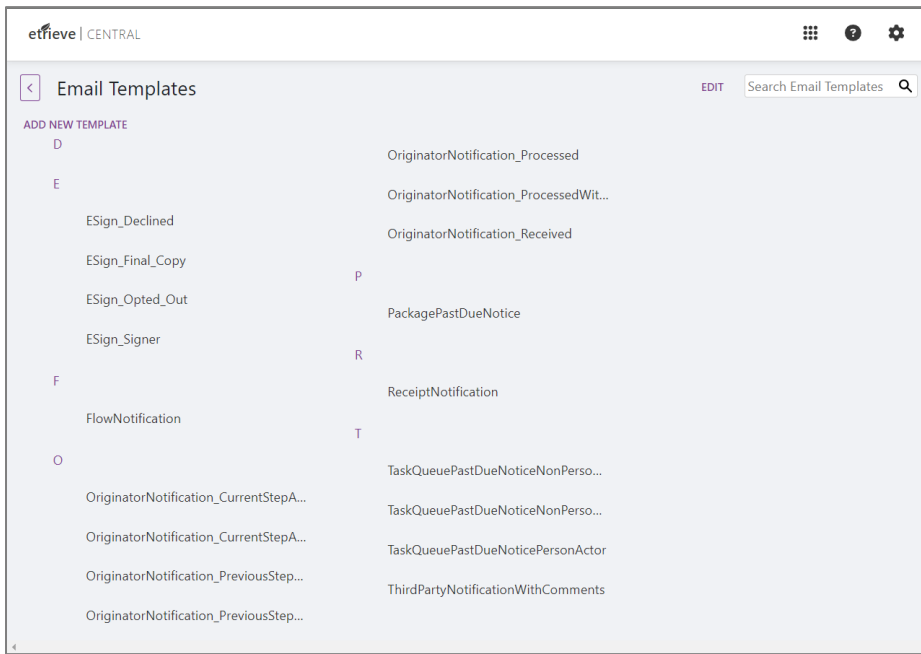 etrieve | CENTRAL
Email Templates
EDIT
Search Email Templates
ADD NEW TEMPLATE
D
E
ESign_Declined
ESign_Final_Copy
ESign_Opted_Out
ESign_Signer
F
FlowNotification
O
OriginatorNotification_CurrentStepA...
OriginatorNotification_CurrentStepA...
OriginatorNotification_PreviousStep...
OriginatorNotification_PreviousStep...
OriginatorNotification_Processed
OriginatorNotification_ProcessedWit...
OriginatorNotification_Received
P
PackagePastDueNotice
R
ReceiptNotification
T
TaskQueuePastDueNoticeNonPerso...
TaskQueuePastDueNoticeNonPerso...
TaskQueuePastDueNoticePersonActor
ThirdPartyNotificationWithComments